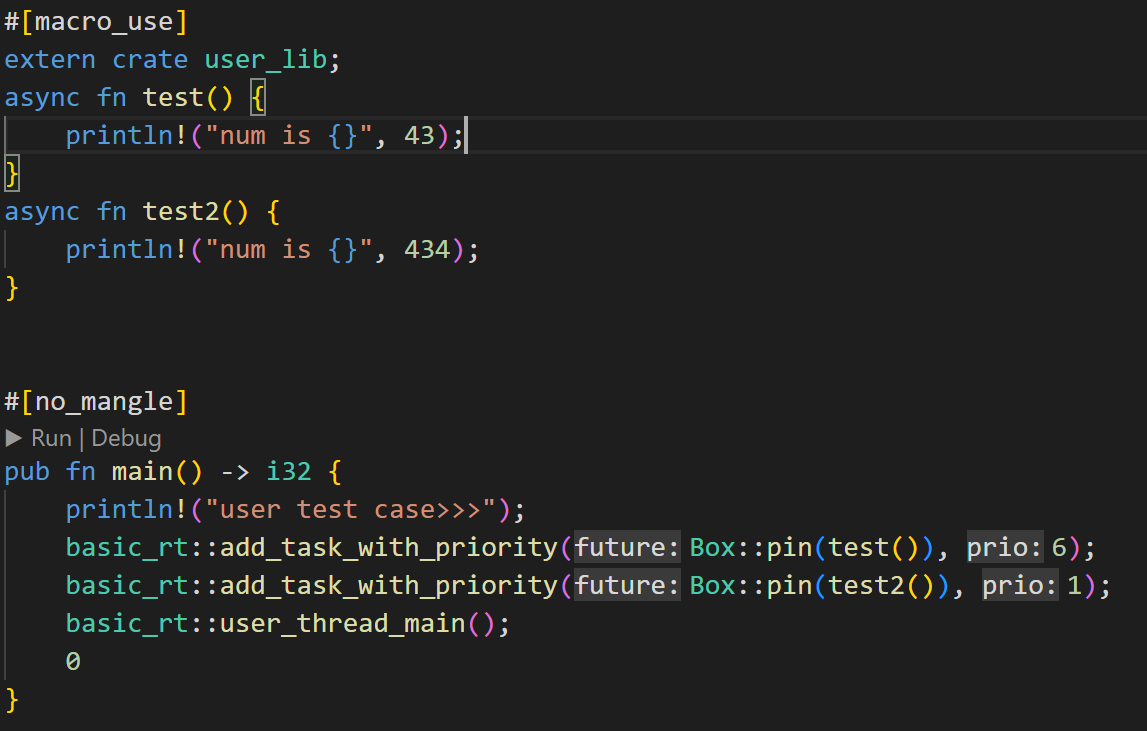 #[macro_use]
extern crate user_lib;
async fn test() {
    println!("num is {}", 43);
}
async fn test2() {
    println!("num is {}", 434);
}
#[no_mangle]
▶ Run | Debug
pub fn main() -> i32 {
    println!("user test case>>>");
    basic_rt::add_task_with_priority(future: Box::pin(test()), prio: 6);
    basic_rt::add_task_with_priority(future: Box::pin(test2()), prio: 1);
    basic_rt::user_thread_main();
    0
}